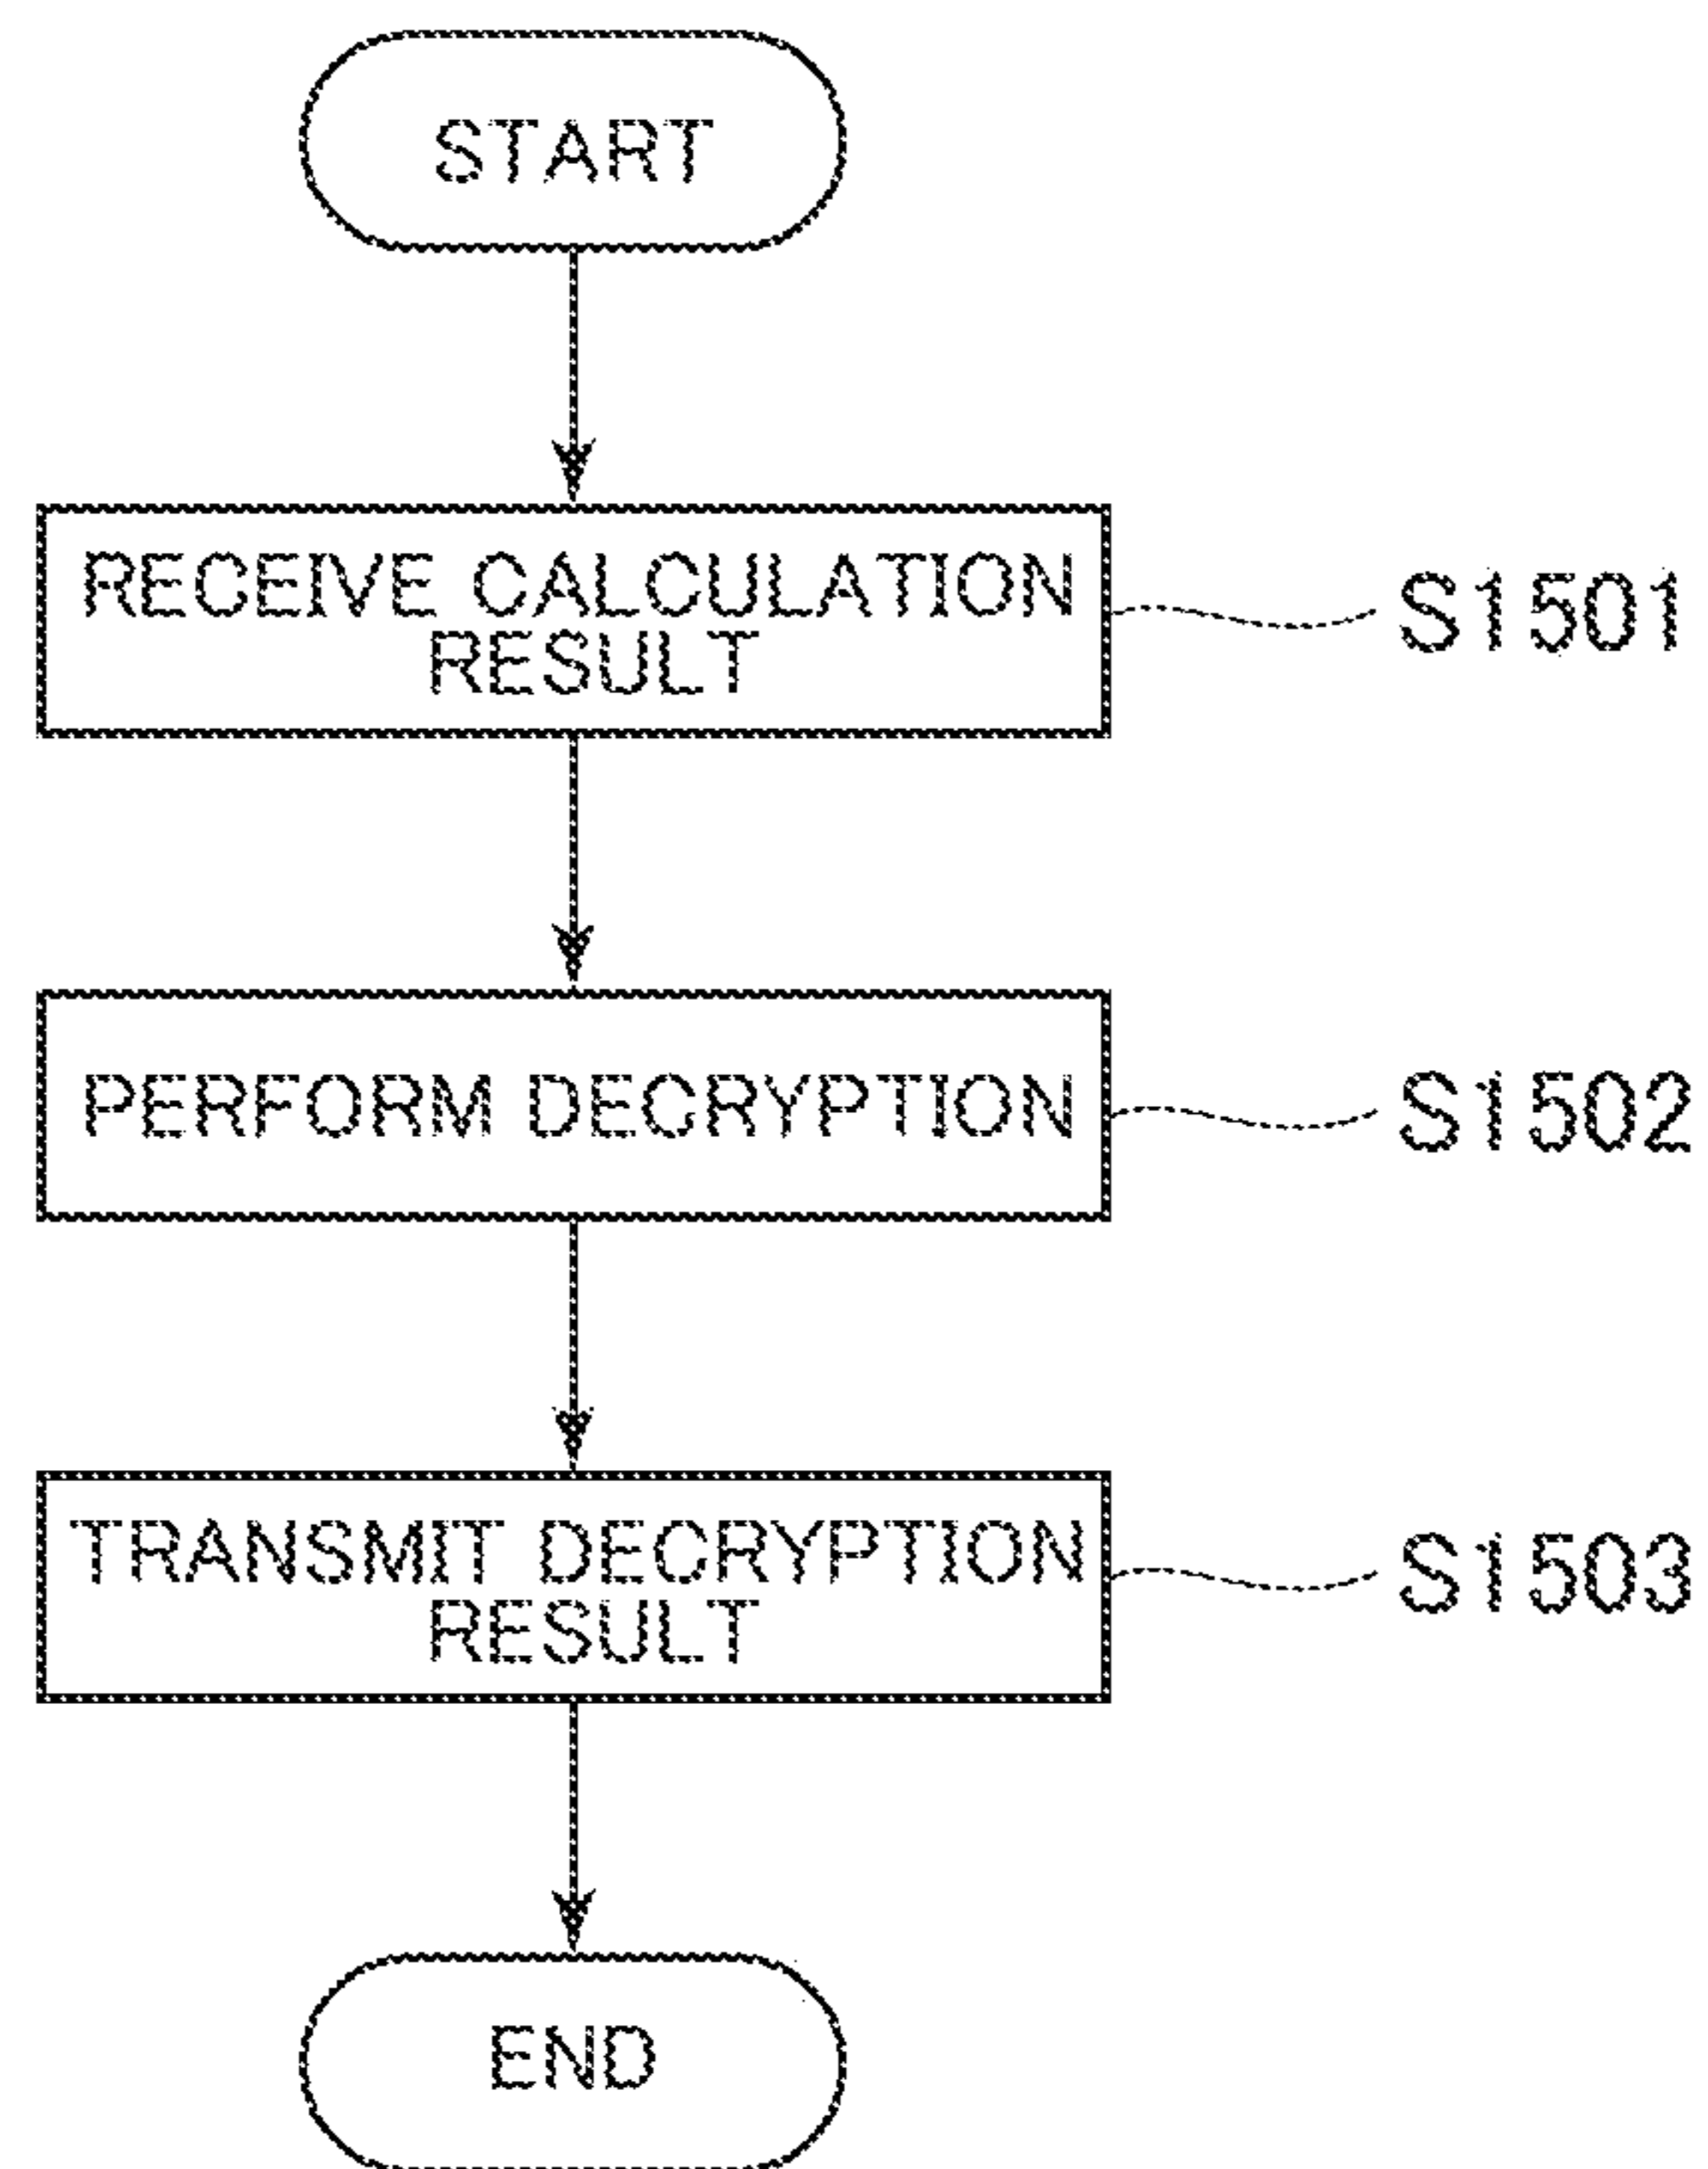 START
RECEIVE CALCULATION
RESULT
S1501
PERFORM DECRYPTION
S1502
TRANSMIT DECRYPTION
RESULT
S1503
END